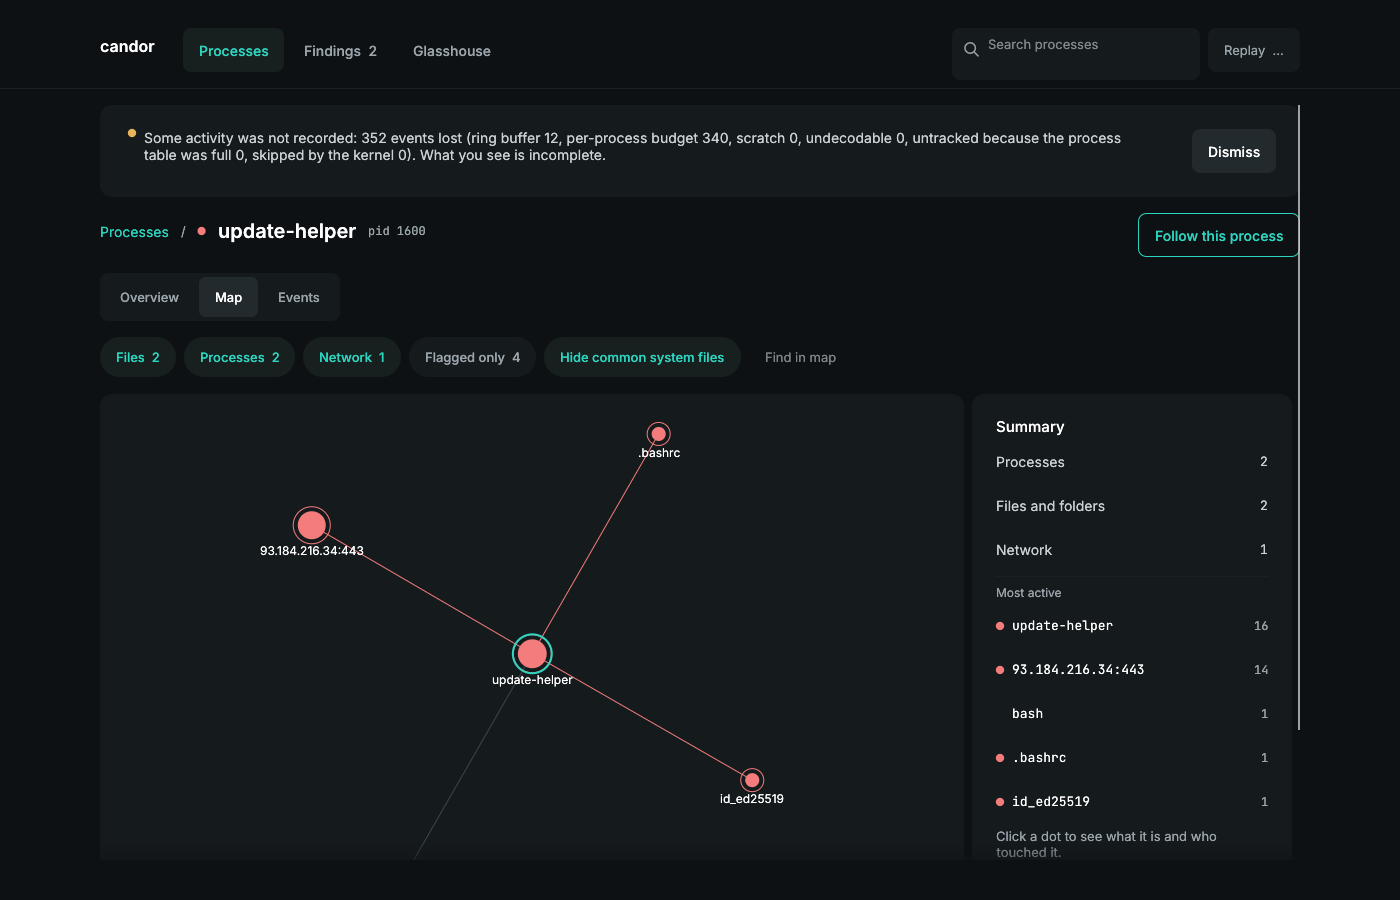 candor
Processes
Findings 2
Glasshouse
Search processes
Replay ...
Some activity was not recorded: 352 events lost (ring buffer 12, per-process budget 340, scratch 0, undecodable 0, untracked because the process
table was full 0, skipped by the kernel 0). What you see is incomplete.
Dismiss
Processes / update-helper pid 1600
Follow this process
Overview
Map
Events
Files 2
Processes 2
Network 1
Flagged only 4
Hide common system files
Find in map
.bashrc
93.184.216.34:443
update-helper
id_ed25519
Summary
Processes 2
Files and folders 2
Network 1
Most active
update-helper 16
93.184.216.34:443 14
bash 1
.bashrc 1
id_ed25519 1
Click a dot to see what it is and who
touched it.